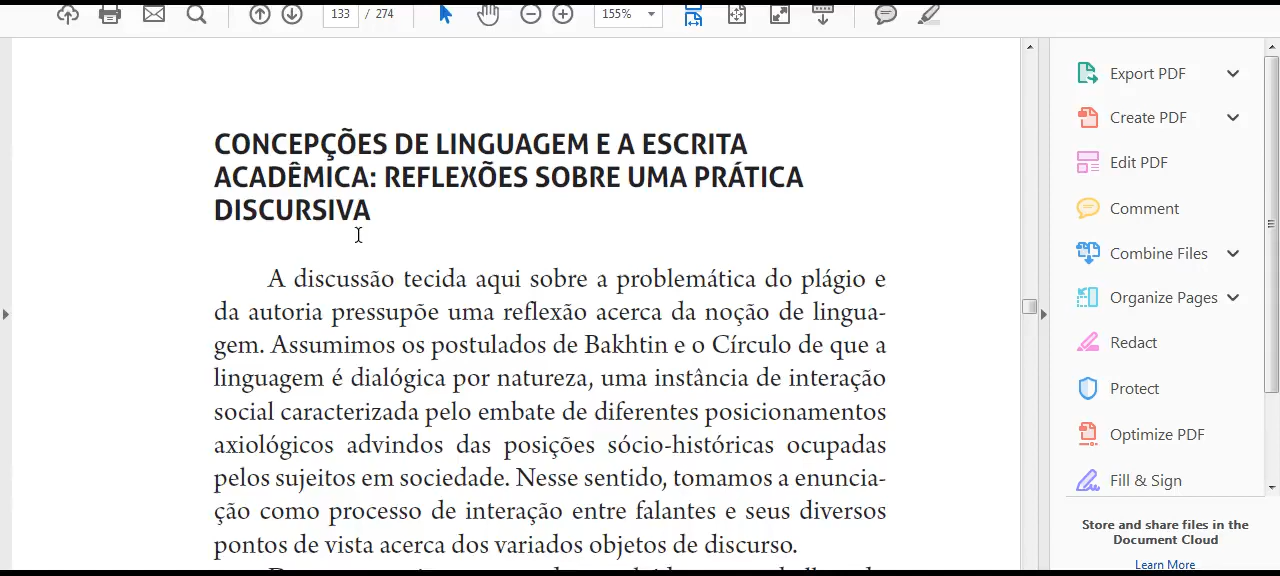 133 / 274
155%
CONCEPÇÕES DE LINGUAGEM E A ESCRITA
ACADÊMICA: REFLEXÕES SOBRE UMA PRÁTICA
DISCURSIVA
A discussão tecida aqui sobre a problemática do plágio e
da autoria pressupõe uma reflexão acerca da noção de lingua-
gem. Assumimos os postulados de Bakhtin e o Círculo de que a
linguagem é dialógica por natureza, uma instância de interação
social caracterizada pelo embate de diferentes posicionamentos
axiológicos advindos das posições sócio-históricas ocupadas
pelos sujeitos em sociedade. Nesse sentido, tomamos a enuncia-
ção como processo de interação entre falantes e seus diversos
pontos de vista acerca dos variados objetos de discurso.
Export PDF
Create PDF
Edit PDF
Comment
Combine Files
Organize Pages
Redact
Protect
Optimize PDF
Fill & Sign
Store and share files in the
Document Cloud
Learn More